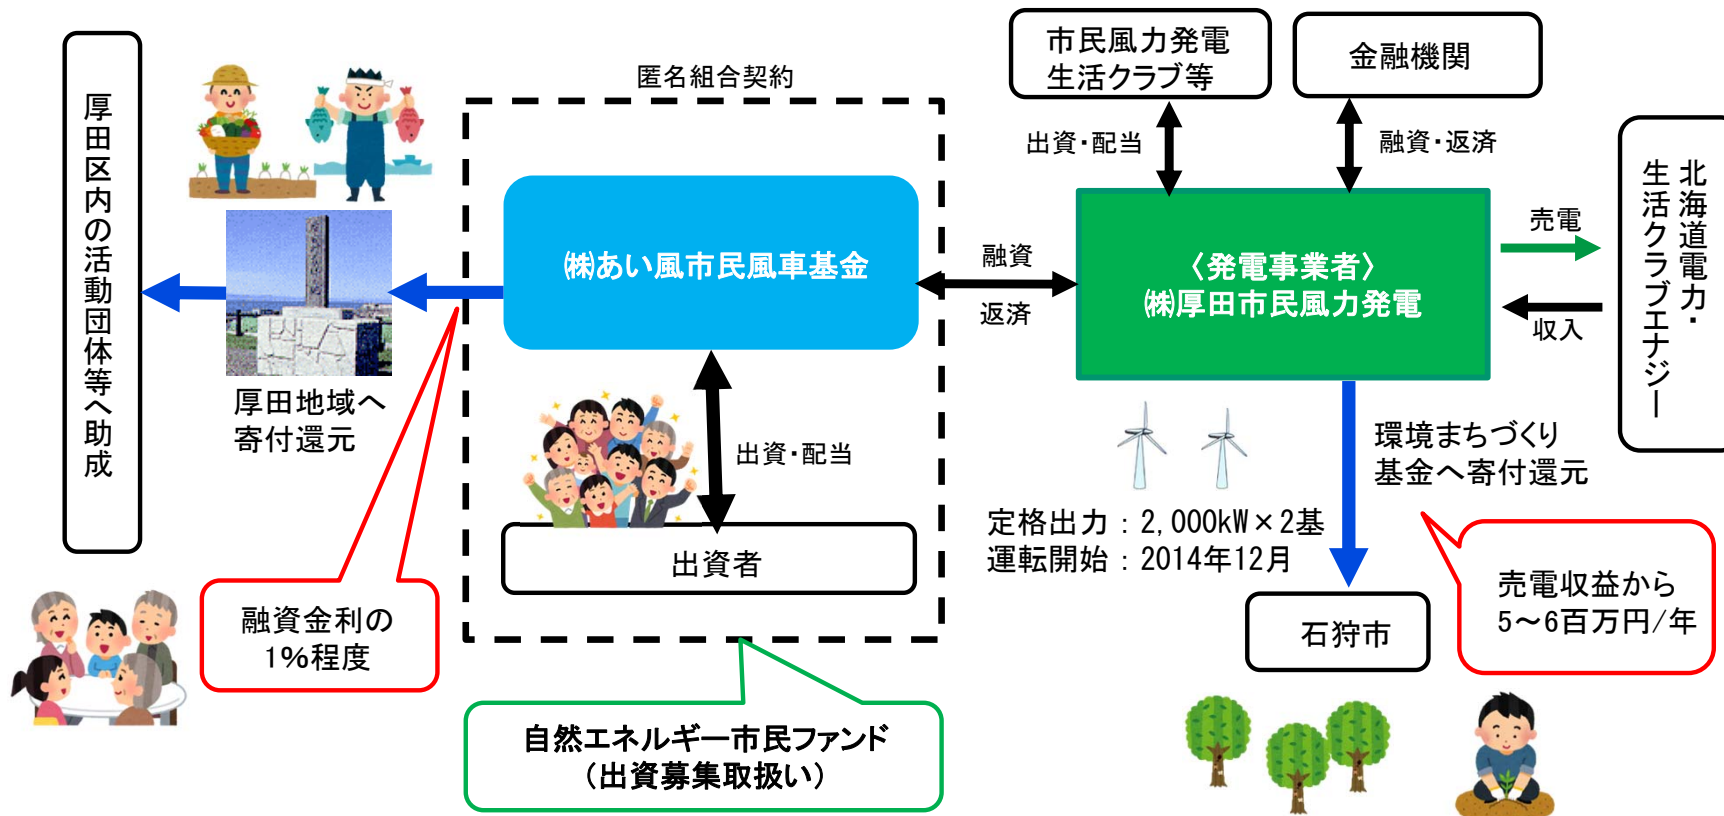 厚田区内の活動団体等へ助成
厚田地域へ
寄付還元
融資金利の
1%程度
匿名組合契約
㈱あい風市民風車基金
出資・配当
出資者
自然エネルギー市民ファンド
（出資募集取扱い）
融資
返済
市民風力発電
生活クラブ等
出資・配当
金融機関
融資・返済
〈発電事業者〉
㈱厚田市民風力発電
売電
収入
北海道電力・
生活クラブエナジー
定格出力：2,000kW×2基
運転開始：2014年12月
環境まちづくり
基金へ寄付還元
石狩市
売電収益から
5～6百万円/年